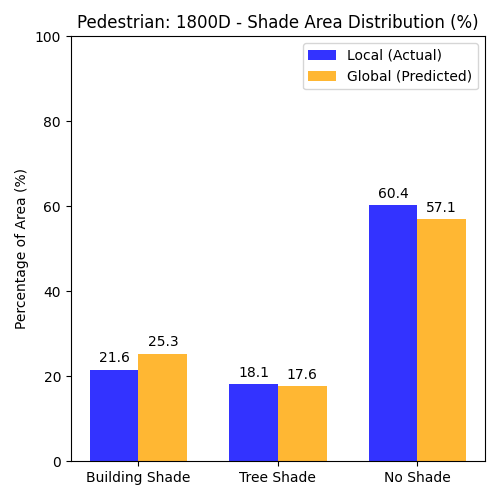 Pedestrian: 1800D - Shade Area Distribution (%)
Local (Actual)
Global (Predicted)
Percentage of Area (%)
100
80
60
40
20
0
21.6
25.3
18.1
17.6
60.4
57.1
Building Shade
Tree Shade
No Shade